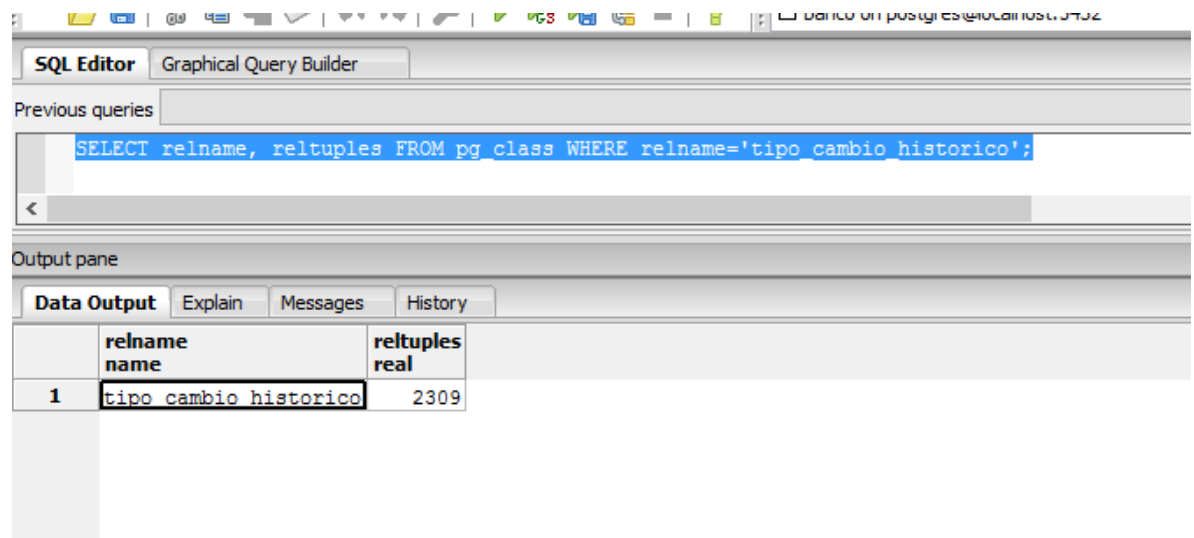 SQL Editor Graphical Query Builder
Previous queries
SELECT relname, reltuples FROM pg_class WHERE relname='tipo_cambio_historico';
Output pane
Data Output Explain Messages History
relname reltuples
name real
1 tipo_cambio_historico 2309